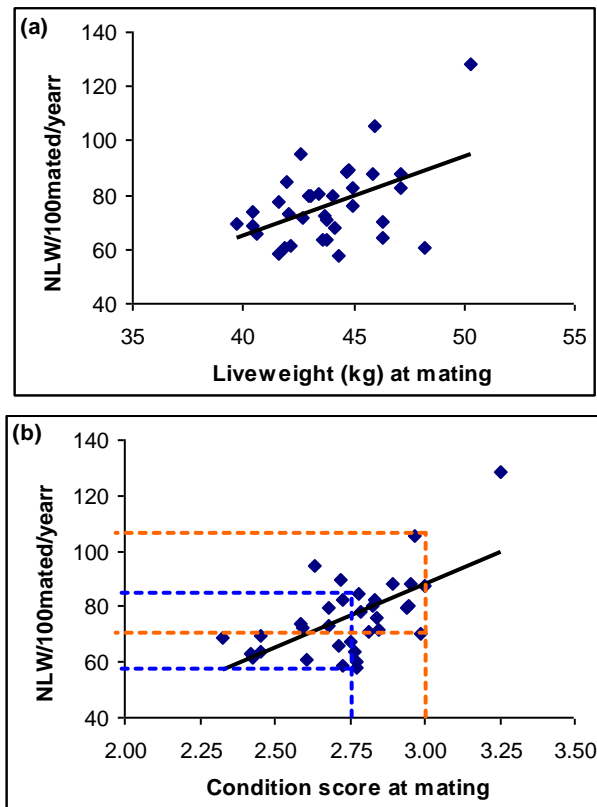 (a)
140
120
100
80
60
40
NLW/100mated/yearr
35 40 45 50 55
Liveweight (kg) at mating
(b)
140
120
100
80
60
40
NLW/100mated/yearr
2.00 2.25 2.50 2.75 3.00 3.25 3.50
Condition score at mating